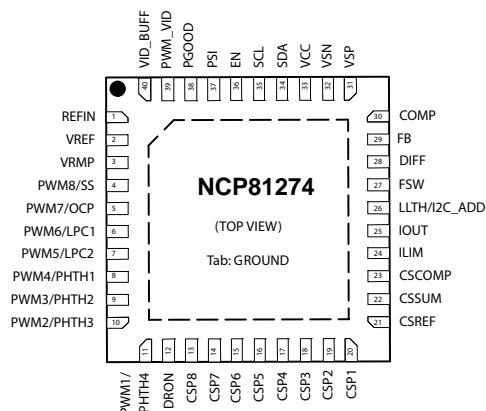 VID_BUFF
PWM_VID
PGOOD
PSI
EN
SCL
SDA
VCC
VSN
VSP
40
39
38
37
36
35
34
33
32
31
REFIN 1
VREF 2
VRMP 3
PWM8/SS 4
PWM7/OCP 5
PWM6/LPC1 6
PWM5/LPC2 7
PWM4/PHTH1 8
PWM3/PHTH2 9
PWM2/PHTH3 10
NCP81274
(TOP VIEW)
Tab: GROUND
30 COMP
29 FB
28 DIFF
27 FSW
26 LLTH/I2C_ADD
25 IOUT
24 ILIM
23 CSCOMP
22 CSSUM
21 CSREF
11
12
13
14
15
16
17
18
19
20
PWM1/
PHTH4
DRON
CSP8
CSP7
CSP6
CSP5
CSP4
CSP3
CSP2
CSP1